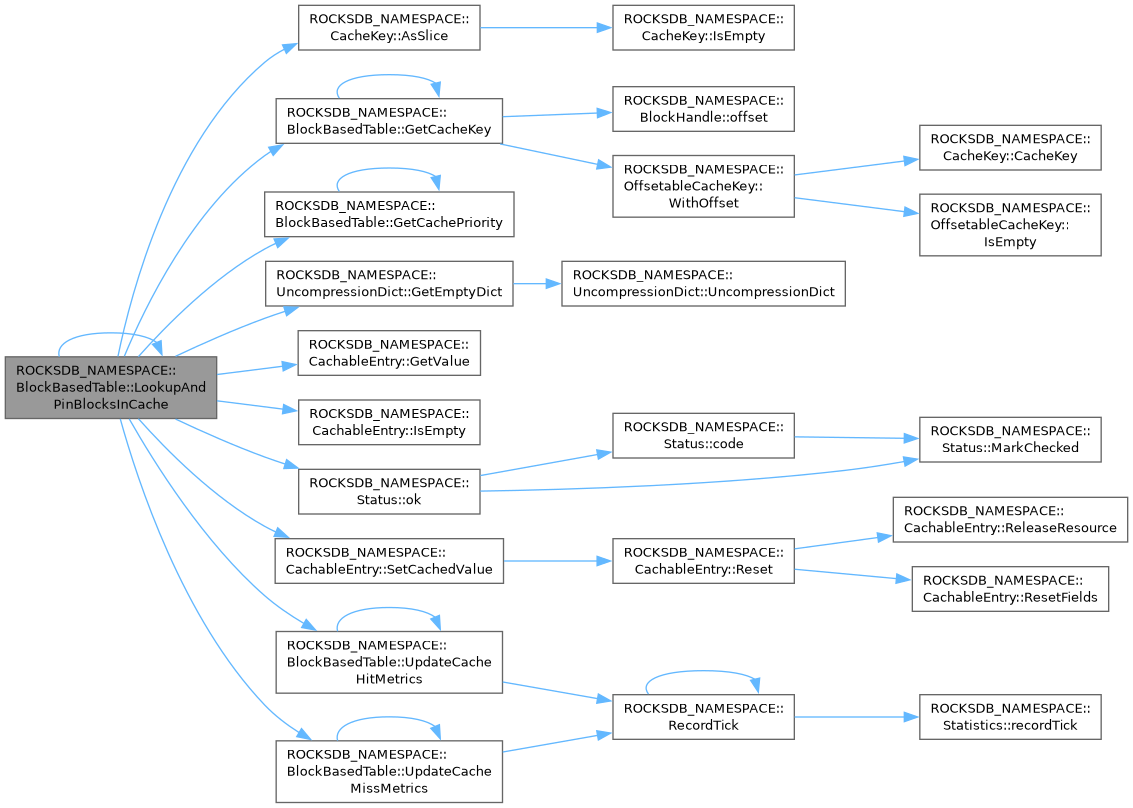 ROCKSDB_NAMESPACE::
BlockBasedTable::LookupAnd
PinBlocksInCache
ROCKSDB_NAMESPACE::
CacheKey::AsSlice
ROCKSDB_NAMESPACE::
CacheKey::IsEmpty
ROCKSDB_NAMESPACE::
BlockBasedTable::GetCacheKey
ROCKSDB_NAMESPACE::
BlockHandle::offset
ROCKSDB_NAMESPACE::
OffsetableCacheKey::
WithOffset
ROCKSDB_NAMESPACE::
CacheKey::CacheKey
ROCKSDB_NAMESPACE::
OffsetableCacheKey::
IsEmpty
ROCKSDB_NAMESPACE::
BlockBasedTable::GetCachePriority
ROCKSDB_NAMESPACE::
UncompressionDict::GetEmptyDict
ROCKSDB_NAMESPACE::
UncompressionDict::UncompressionDict
ROCKSDB_NAMESPACE::
CachableEntry::GetValue
ROCKSDB_NAMESPACE::
CachableEntry::IsEmpty
ROCKSDB_NAMESPACE::
Status::ok
ROCKSDB_NAMESPACE::
Status::code
ROCKSDB_NAMESPACE::
Status::MarkChecked
ROCKSDB_NAMESPACE::
CachableEntry::SetCachedValue
ROCKSDB_NAMESPACE::
CachableEntry::Reset
ROCKSDB_NAMESPACE::
CachableEntry::ReleaseResource
ROCKSDB_NAMESPACE::
CachableEntry::ResetFields
ROCKSDB_NAMESPACE::
BlockBasedTable::UpdateCache
HitMetrics
ROCKSDB_NAMESPACE::
RecordTick
ROCKSDB_NAMESPACE::
Statistics::recordTick
ROCKSDB_NAMESPACE::
BlockBasedTable::UpdateCache
MissMetrics